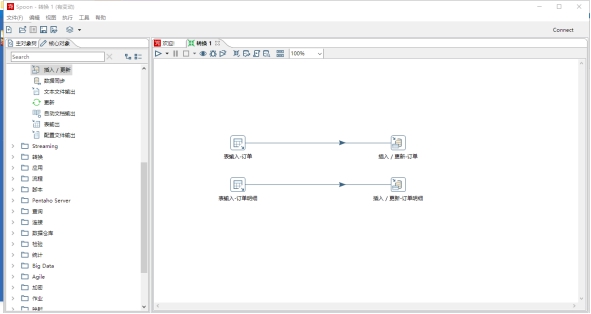 Spoon - 转换 1 (有变动)
文件(F) 编辑 视图 执行 工具 帮助
Connect
主对象树 核心对象
欢迎! 转换 1
Search
100%
插入 / 更新
数据同步
文本文件输出
更新
自动文档输出
表输出
配置文件输出
Streaming
转换
应用
流程
脚本
Pentaho Server
查询
连接
数据仓库
检验
统计
Big Data
Agile
加密
作业
映射
表输入-订单
插入 / 更新-订单
表输入-订单明细
插入 / 更新-订单明细